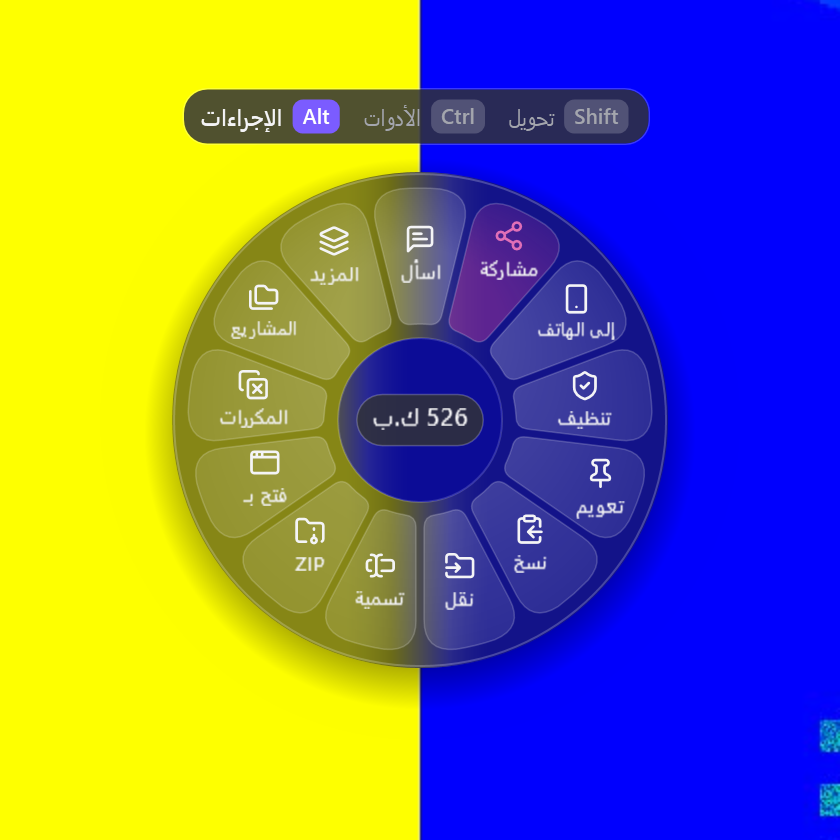 Shift تحويل Ctrl الأدوات Alt الإجراءات
اسأل
مشاركة
إلى الهاتف
تنظيف
تعويم
نسخ
نقل
تسمية
ZIP
فتح بـ
المكررات
المشاريع
المزيد
526 ك.ب